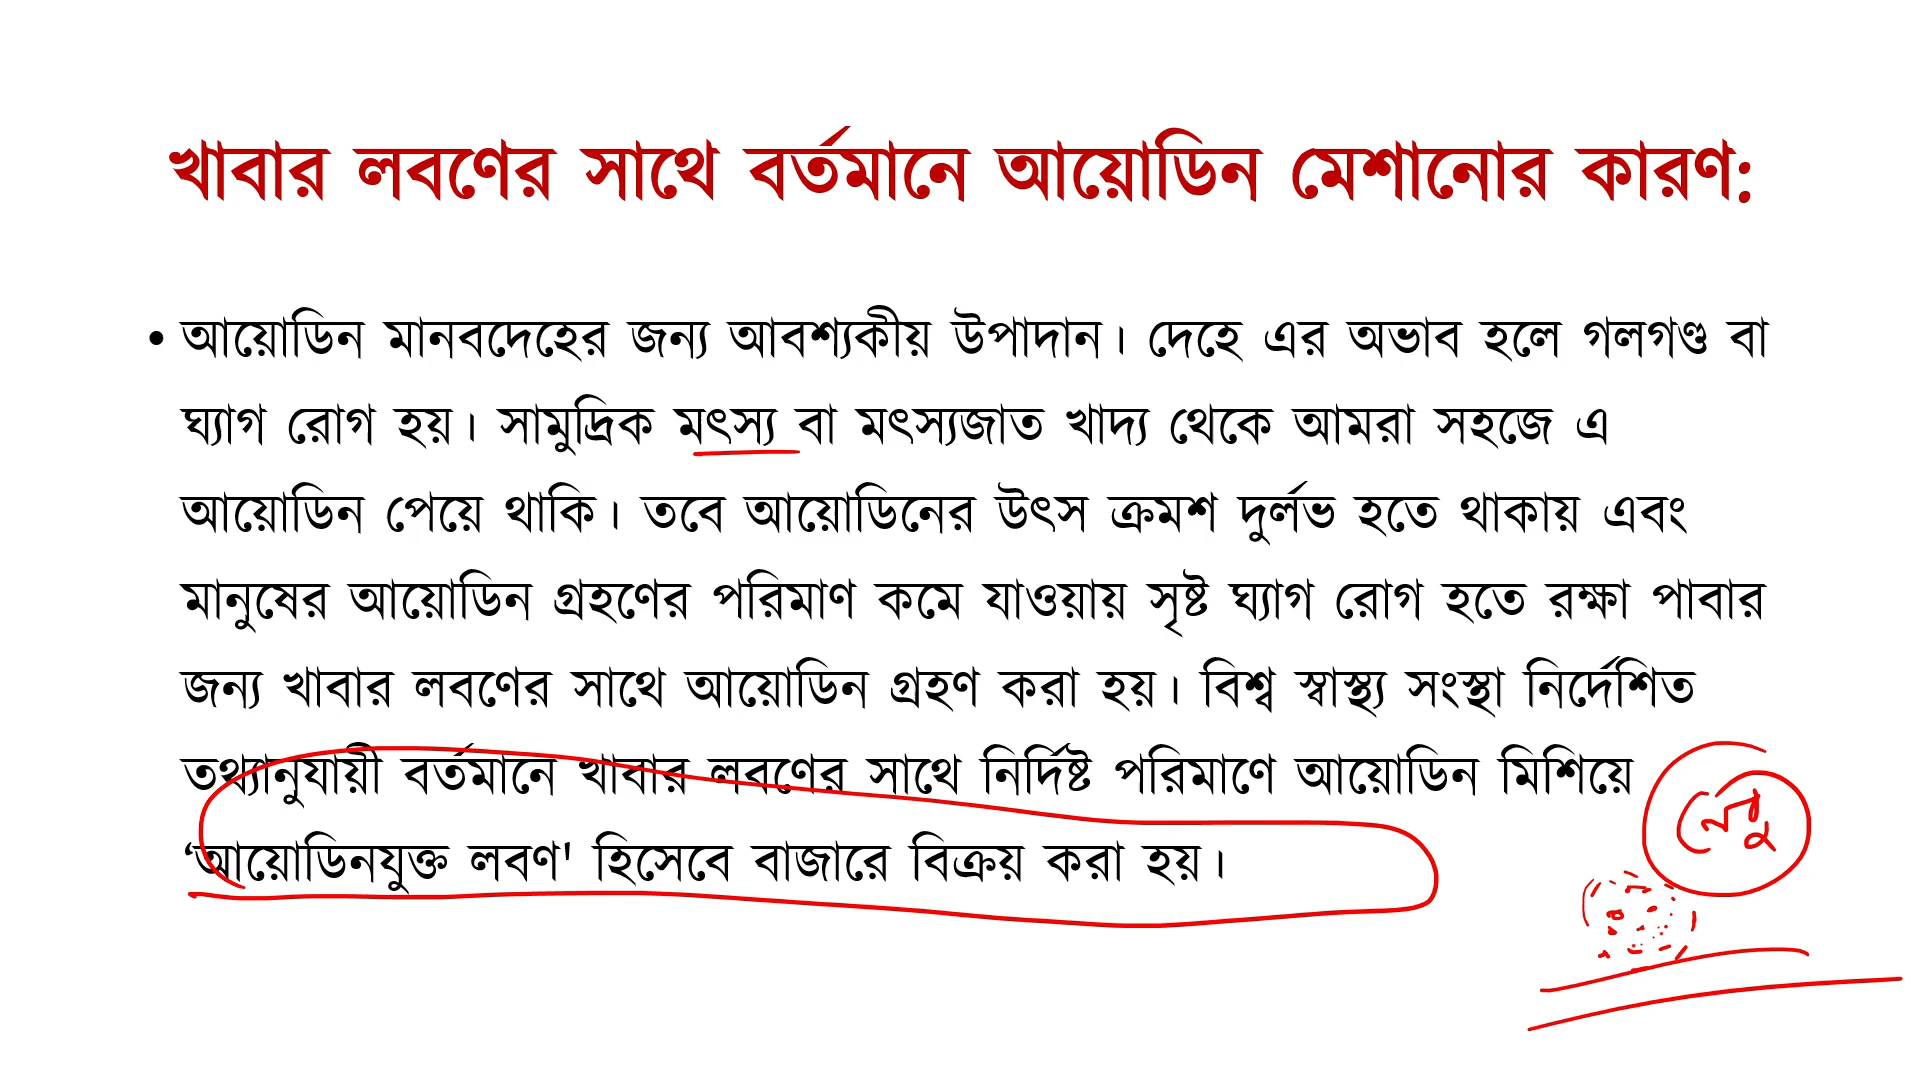 খাবার লবণের সাথে বর্তমানে আয়োডিন মেশানোর কারণ:
• আয়োডিন মানবদেহের জন্য আবশ্যকীয় উপাদান। দেহে এর অভাব হলে গলগণ্ড বা
ঘ্যাগ রোগ হয়। সামুদ্রিক মৎস্য বা মৎস্যজাত খাদ্য থেকে আমরা সহজে এ
আয়োডিন পেয়ে থাকি। তবে আয়োডিনের উৎস ক্রমশ দুর্লভ হতে থাকায় এবং
মানুষের আয়োডিন গ্রহণের পরিমাণ কমে যাওয়ায় সৃষ্ট ঘ্যাগ রোগ হতে রক্ষা পাবার
জন্য খাবার লবণের সাথে আয়োডিন গ্রহণ করা হয়। বিশ্ব স্বাস্থ্য সংস্থা নির্দেশিত
তথ্যানুযায়ী বর্তমানে খাবার লবণের সাথে নির্দিষ্ট পরিমাণে আয়োডিন মিশিয়ে
‘আয়োডিনযুক্ত লবণ' হিসেবে বাজারে বিক্রয় করা হয়।